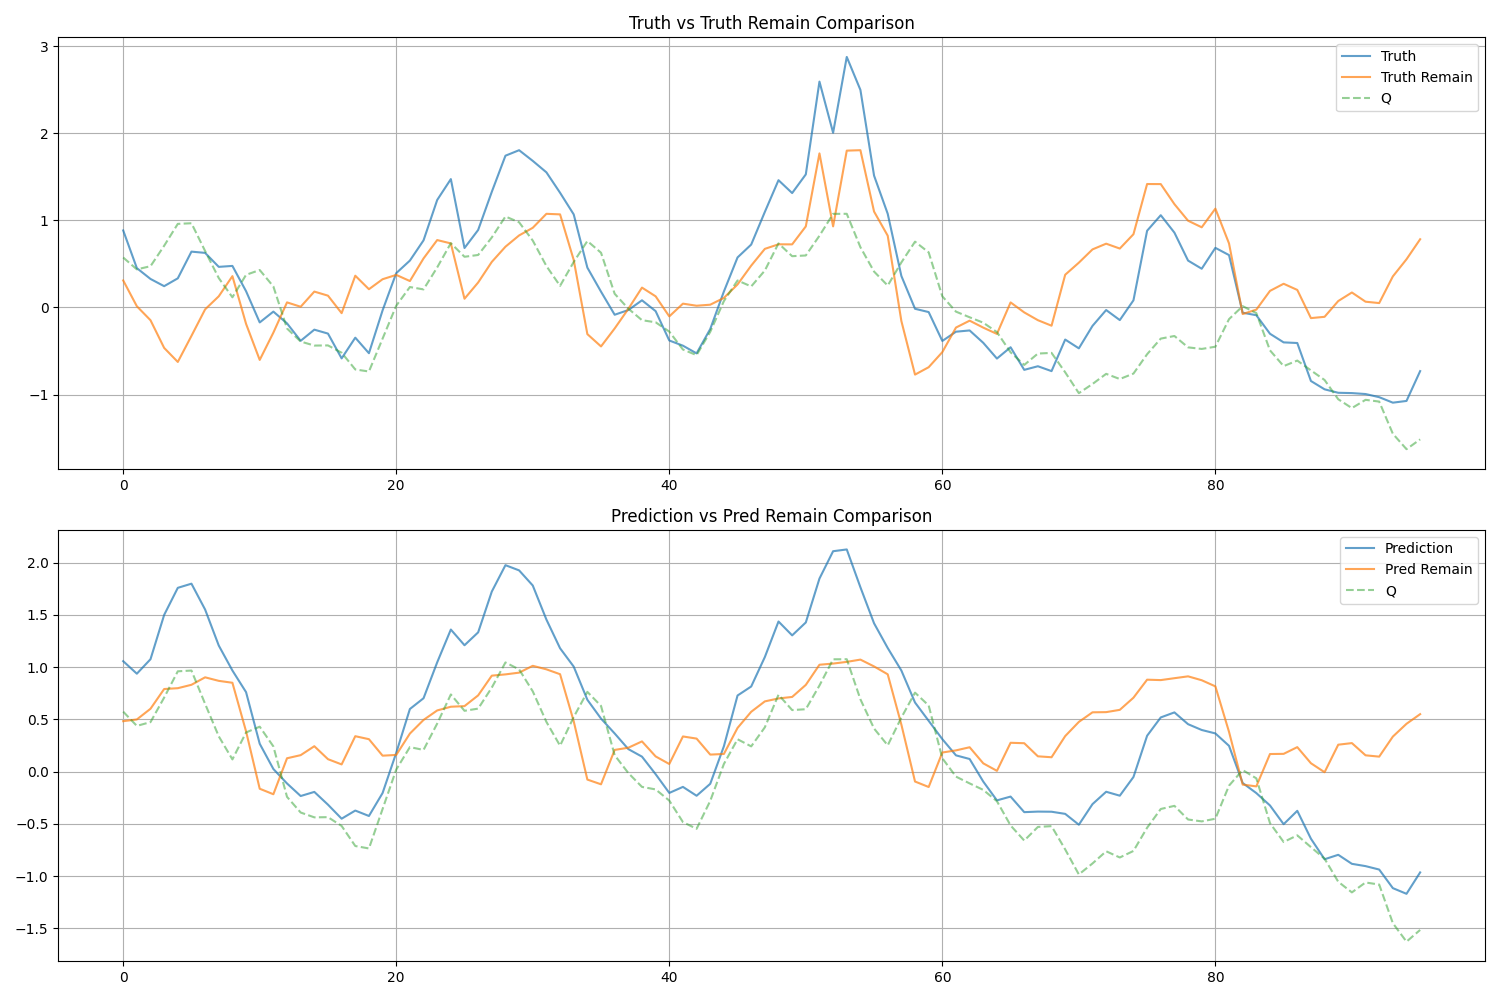 Truth vs Truth Remain Comparison
Truth
Truth Remain
Q
3
2
1
0
−1
0
20
40
60
80
Prediction vs Pred Remain Comparison
Prediction
Pred Remain
Q
2.0
1.5
1.0
0.5
0.0
−0.5
−1.0
−1.5
0
20
40
60
80